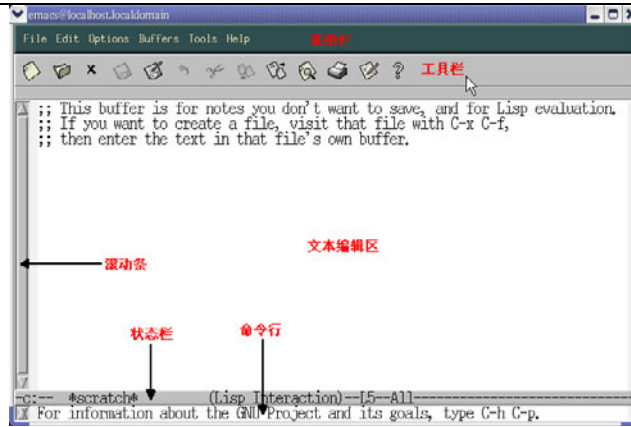 emacs@localhost.localdomain
File Edit Options Buffers Tools Help 菜单栏
工具栏
;; This buffer is for notes you don't want to save, and for Lisp evaluation.
;; If you want to create a file, visit that file with C-x C-f,
;; then enter the text in that file's own buffer.
文本编辑区
滚动条
状态栏 命令行
-c:-- *scratch* (Lisp Interaction)--L5--All----------------------------
For information about the GNU Project and its goals, type C-h C-p.